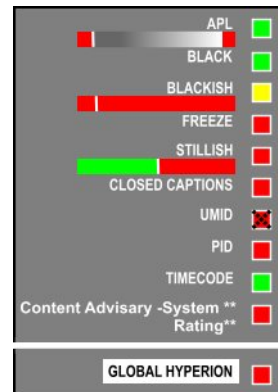 APL
BLACK
BLACKISH
FREEZE
STILLISH
CLOSED CAPTIONS
UMID
PID
TIMECODE
Content Advisary -System **
Rating**
GLOBAL HYPERION